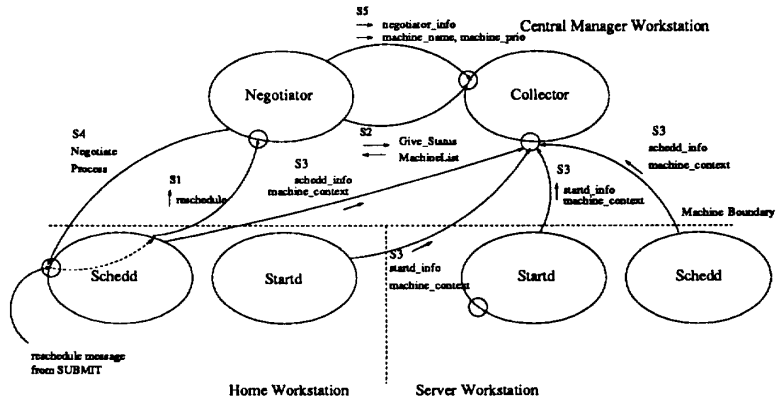 S5
negotiator_info
machine_name, machine_prio
Central Manager Workstation
Negotiator
Collector
S4
Negotiate
Process
S2
Give_Status
MachineList
S3
schedd_info
machine_context
S1
reschedule
S3
schedd_info
machine_context
S3
startd_info
machine_context
Machine Boundary
Schedd
Startd
S3
startd_info
machine_context
Startd
Schedd
reschedule message
from SUBMIT
Home Workstation
Server Workstation